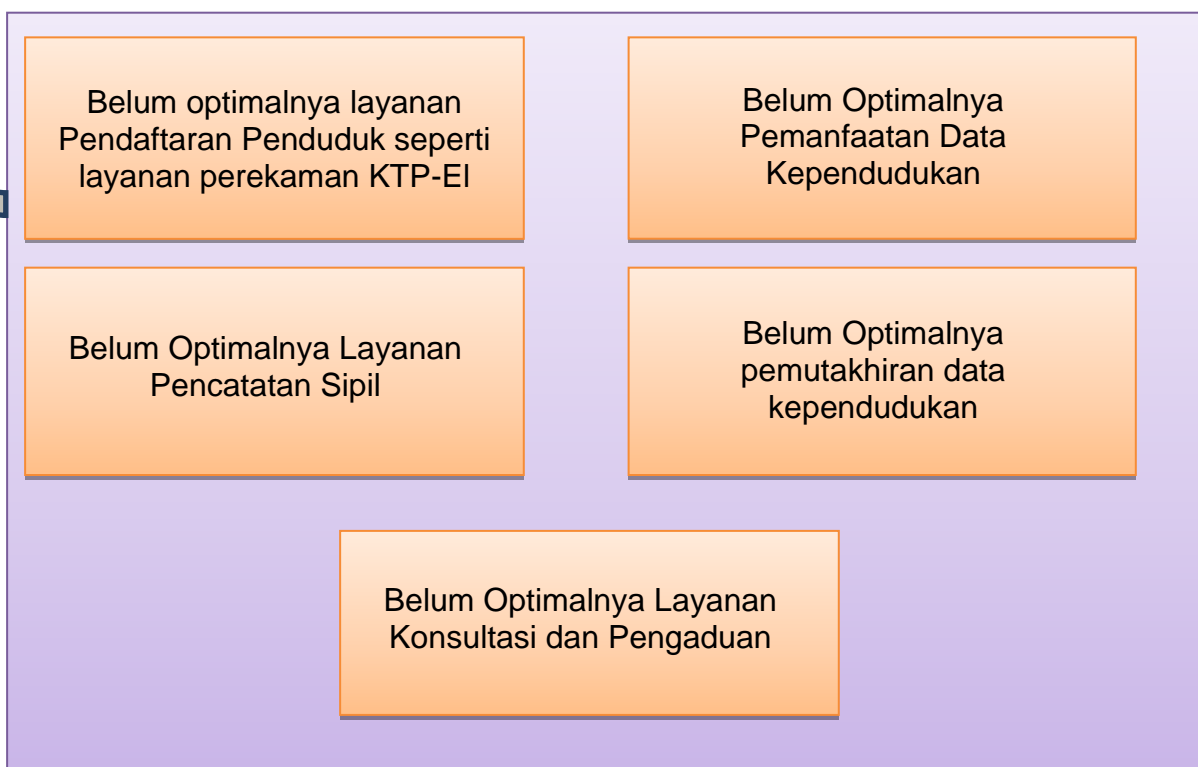 Belum optimalnya layanan
Pendaftaran Penduduk seperti
layanan perekaman KTP-El
Belum Optimalnya
Pemanfaatan Data
Kependudukan
Belum Optimalnya Layanan
Pencatatan Sipil
Belum Optimalnya
pemutakhiran data
kependudukan
Belum Optimalnya Layanan
Konsultasi dan Pengaduan